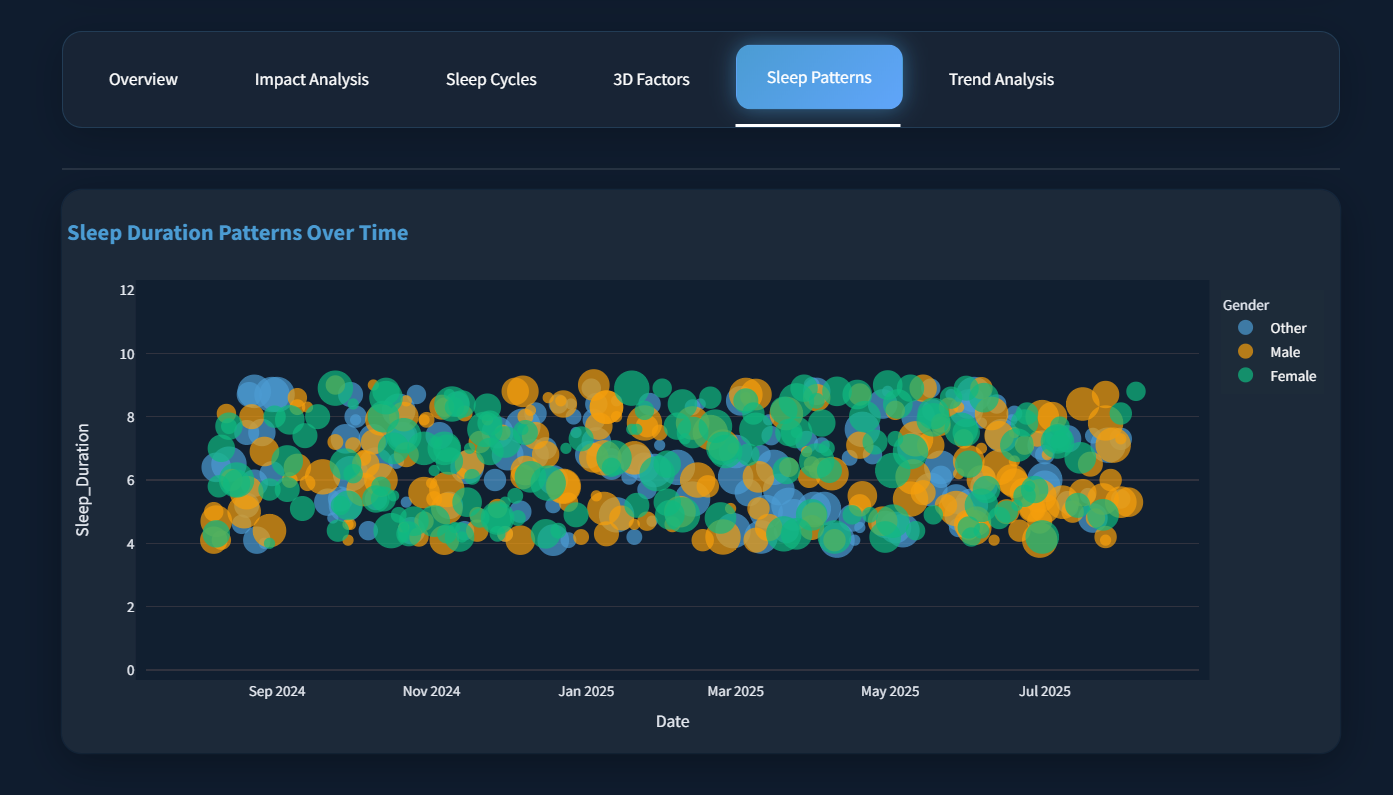 Overview Impact Analysis Sleep Cycles 3D Factors Sleep Patterns Trend Analysis
Sleep Duration Patterns Over Time
Sleep_Duration
12
10
8
6
4
2
0
Sep 2024 Nov 2024 Jan 2025 Mar 2025 May 2025 Jul 2025
Date
Gender
Other
Male
Female